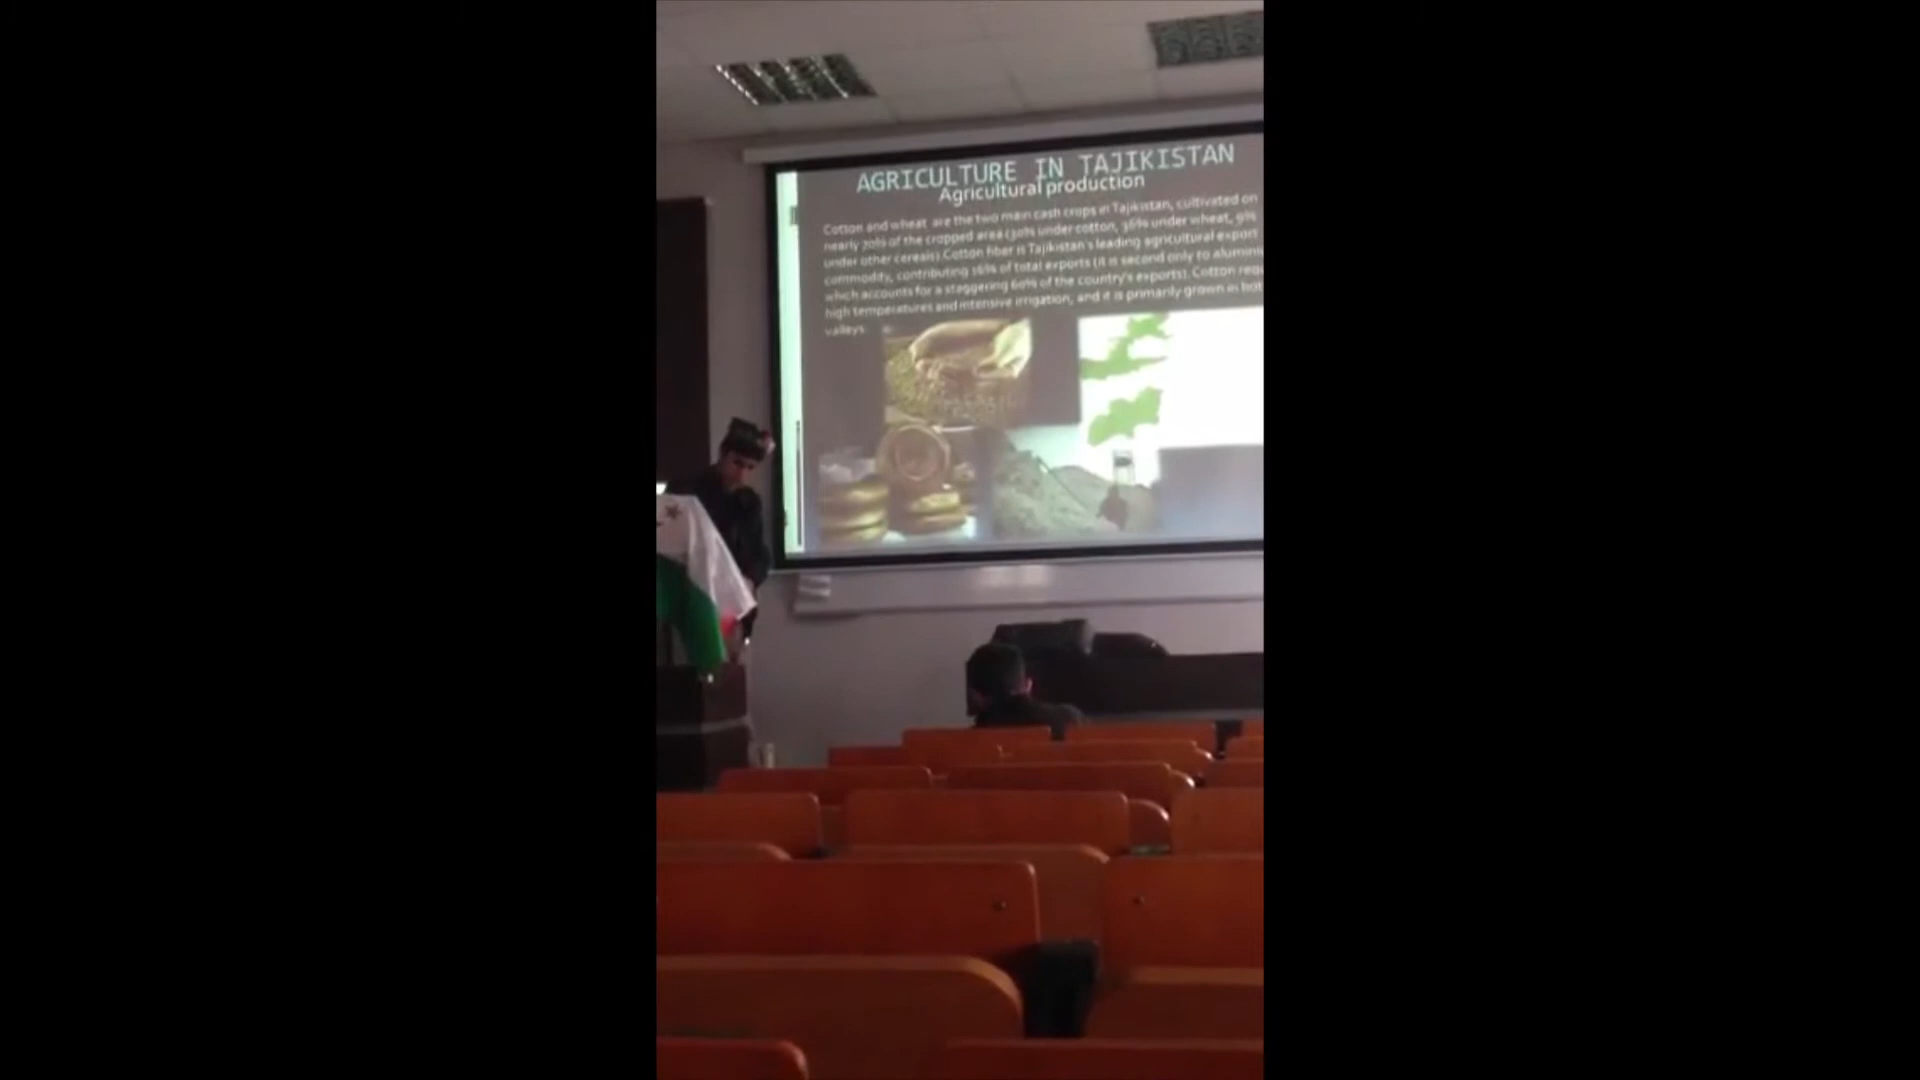 AGRICULTURE IN TAJIKISTAN
Agricultural production
Cotton and wheat are the two main cash crops in Tajikistan, cultivated on
nearly 70% of the cropped area (30% under cotton, 36% under wheat, 9%
under other cereals) Cotton fiber is Tajikistan's leading agricultural export
commodity, contributing 16% of total exports (it is second only to alumini
which accounts for a staggering 60% of the country's exports). Cotton requ
high temperatures and intensive irrigation, and it is primarily grown in hot
valleys